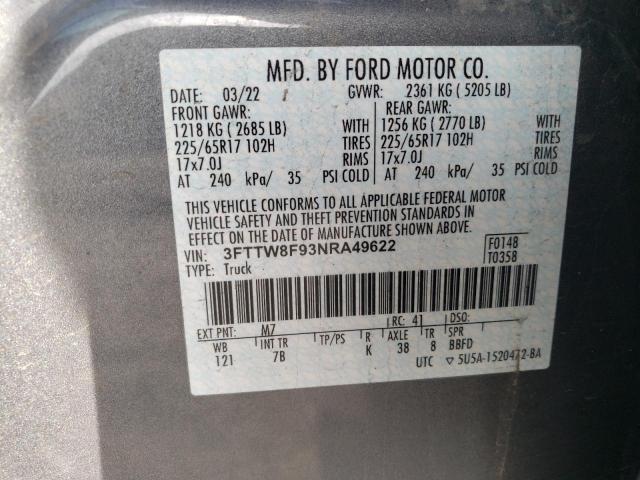 MFD. BY FORD MOTOR CO.
DATE: 03/22 GVWR: 2361 KG ( 5205 LB)
FRONT GAWR: REAR GAWR:
1218 KG ( 2685 LB) WITH 1256 KG ( 2770 LB) WITH
225/65R17 102H TIRES 225/65R17 102H TIRES
17x7.0J RIMS 17x7.0J RIMS
AT 240 kPa/ 35 PSI COLD AT 240 kPa/ 35 PSI COLD
THIS VEHICLE CONFORMS TO ALL APPLICABLE FEDERAL MOTOR
VEHICLE SAFETY AND THEFT PREVENTION STANDARDS IN
EFFECT ON THE DATE OF MANUFACTURE SHOWN ABOVE.
VIN: 3FTTW8F93NRA49622 F0148
TYPE: Truck T0358
EXT PNT: M7 RC: 41 DSO:
WB INT TR TP/PS R AXLE TR SPR
121 7B K 38 8 BBFD
UTC ▽ 5U5A-1520472-BA